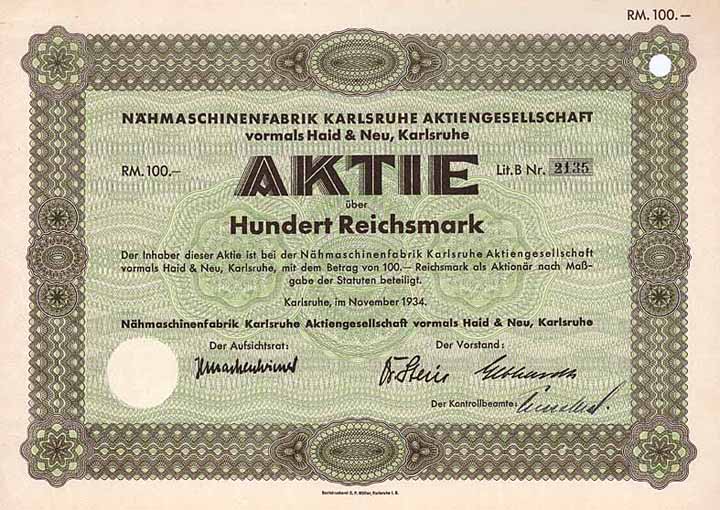 RM. 100.—
NÄHMASCHINENFABRIK KARLSRUHE AKTIENGESELLSCHAFT
vormals Haid & Neu, Karlsruhe
RM. 100.— AKTIE Lit. B Nr. 2135
über
Hundert Reichsmark
Der Inhaber dieser Aktie ist bei der Nähmaschinenfabrik Karlsruhe Aktiengesellschaft
vormals Haid & Neu, Karlsruhe, mit dem Betrag von 100.— Reichsmark als Aktionär nach Maß-
gabe der Statuten beteiligt.
Karlsruhe, im November 1934.
Nähmaschinenfabrik Karlsruhe Aktiengesellschaft vormals Haid & Neu, Karlsruhe
Der Aufsichtsrat: Der Vorstand:
Dr Stein Gebhardt
Der Kontrollbeamte: